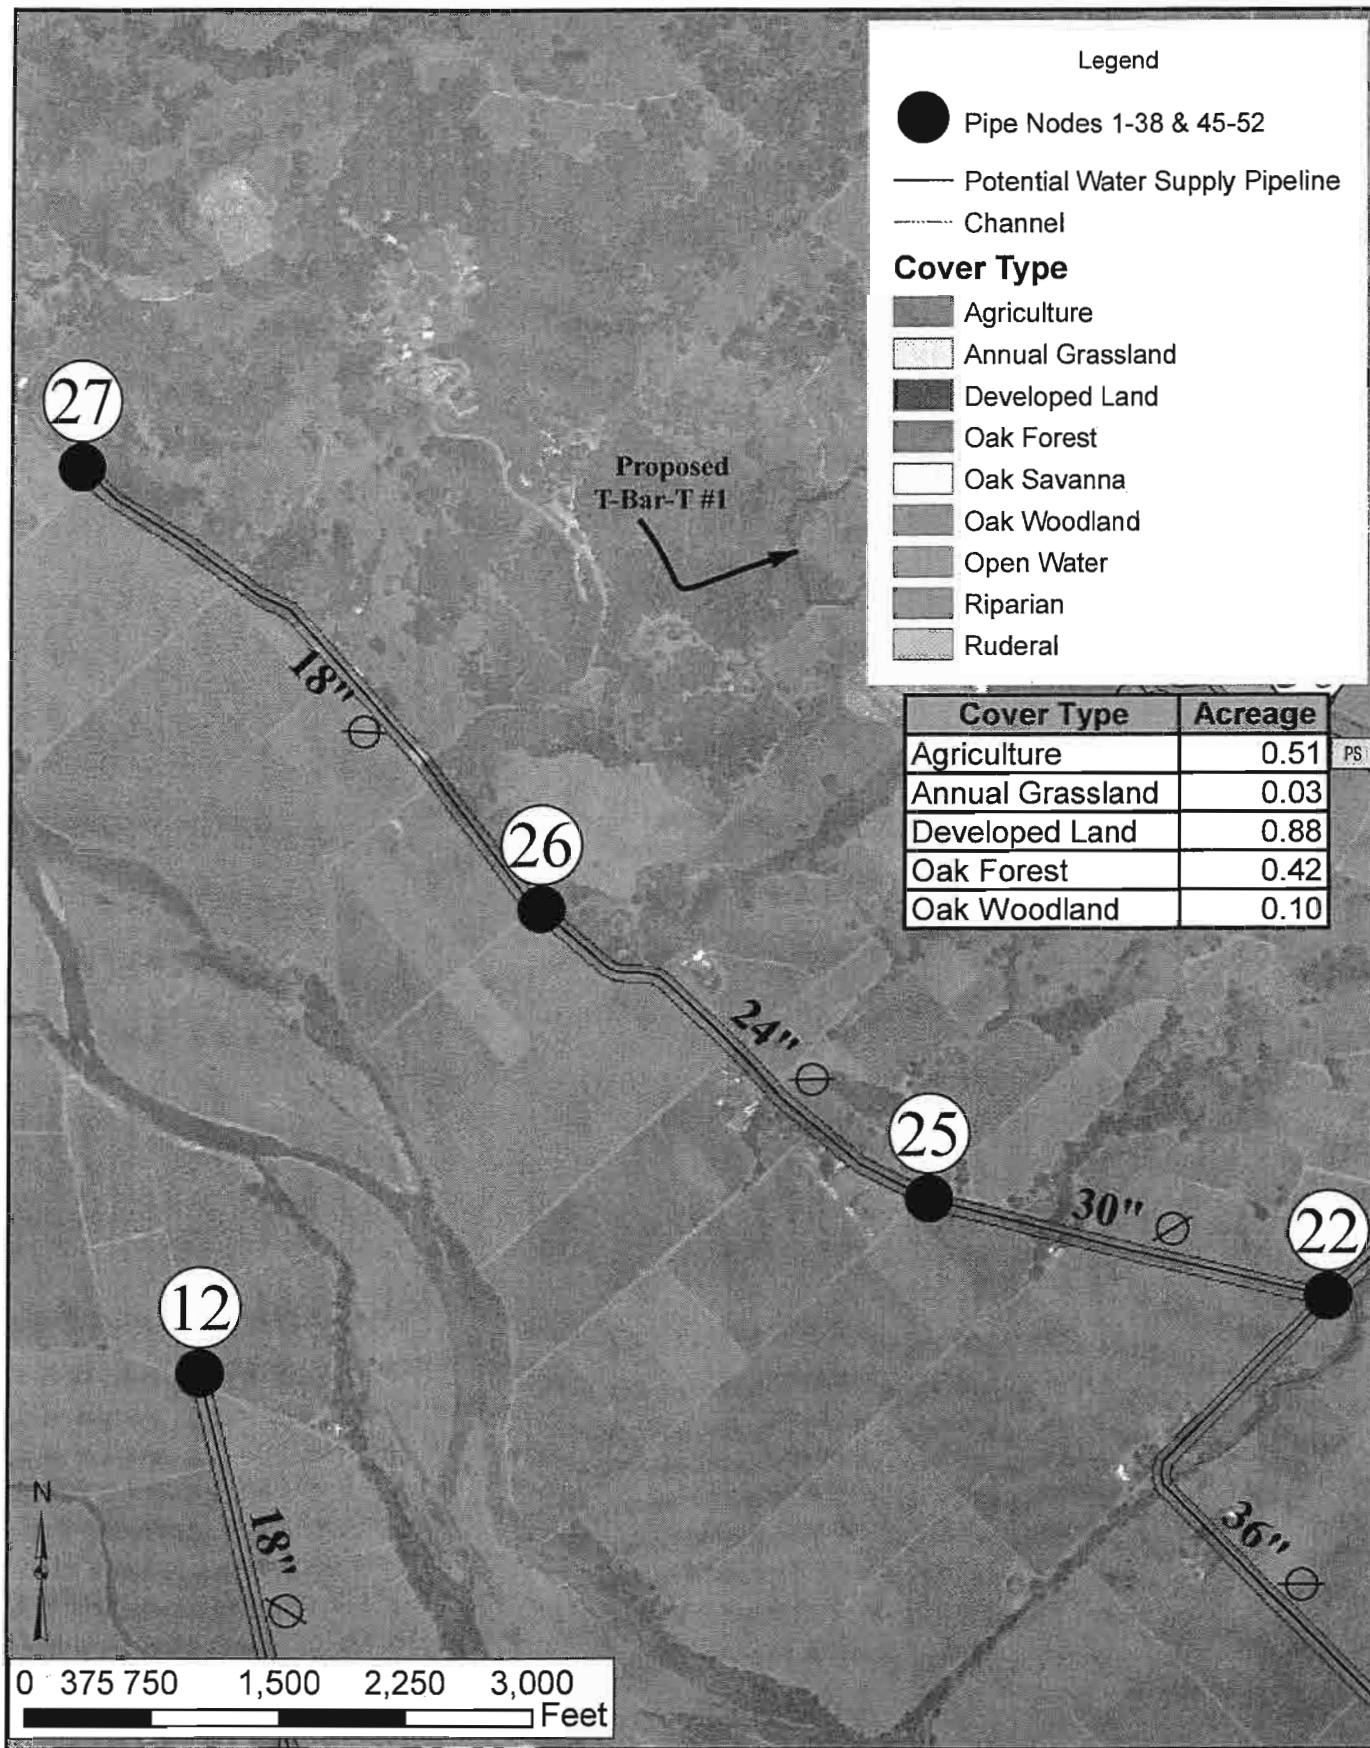 Legend
Pipe Nodes 1-38 & 45-52
Potential Water Supply Pipeline
Channel
Cover Type
Agriculture
Annual Grassland
Developed Land
Oak Forest
Oak Savanna
Oak Woodland
Open Water
Riparian
Ruderal
27
Proposed
T-Bar-T #1
18" ∅
Cover Type Acreage
Agriculture 0.51
PS
Annual Grassland 0.03
Developed Land 0.88
Oak Forest 0.42
Oak Woodland 0.10
26
24" ∅
25
30" ∅
22
12
36" ∅
N
18" ∅
0 375 750 1,500 2,250 3,000
Feet